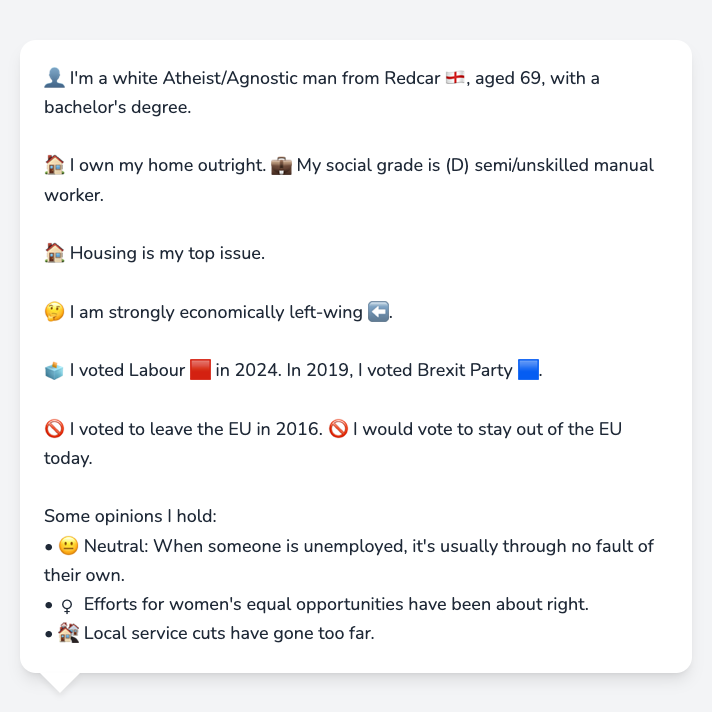 👤 I'm a white Atheist/Agnostic man from Redcar 🏴󠁧󠁢󠁥󠁮󠁧󠁿, aged 69, with a
bachelor's degree.
🏠 I own my home outright. 💼 My social grade is (D) semi/unskilled manual
worker.
🏠 Housing is my top issue.
🤔 I am strongly economically left-wing ⬅️.
🗳️ I voted Labour 🟥 in 2024. In 2019, I voted Brexit Party 🟦.
🚫 I voted to leave the EU in 2016. 🚫 I would vote to stay out of the EU
today.
Some opinions I hold:
• 😐 Neutral: When someone is unemployed, it's usually through no fault of
their own.
• ♀ Efforts for women's equal opportunities have been about right.
• 🏚️ Local service cuts have gone too far.